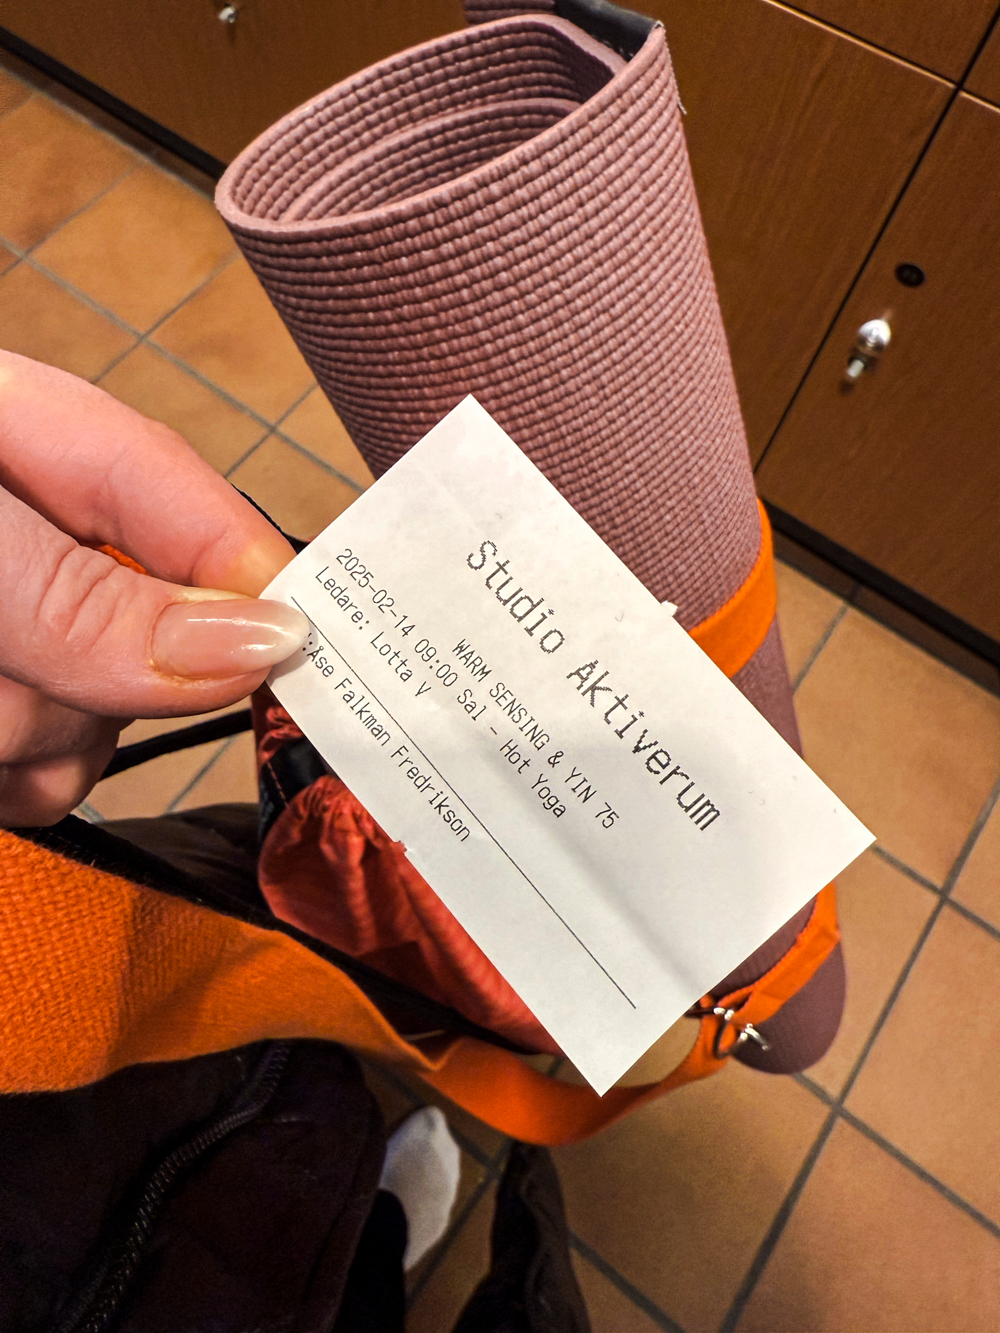 Studio Aktiverum
WARM SENSING & YIN 75
2025-02-14 09:00 Sal - Hot Yoga
Ledare: Lotta V
:Åse Falkman Fredrikson